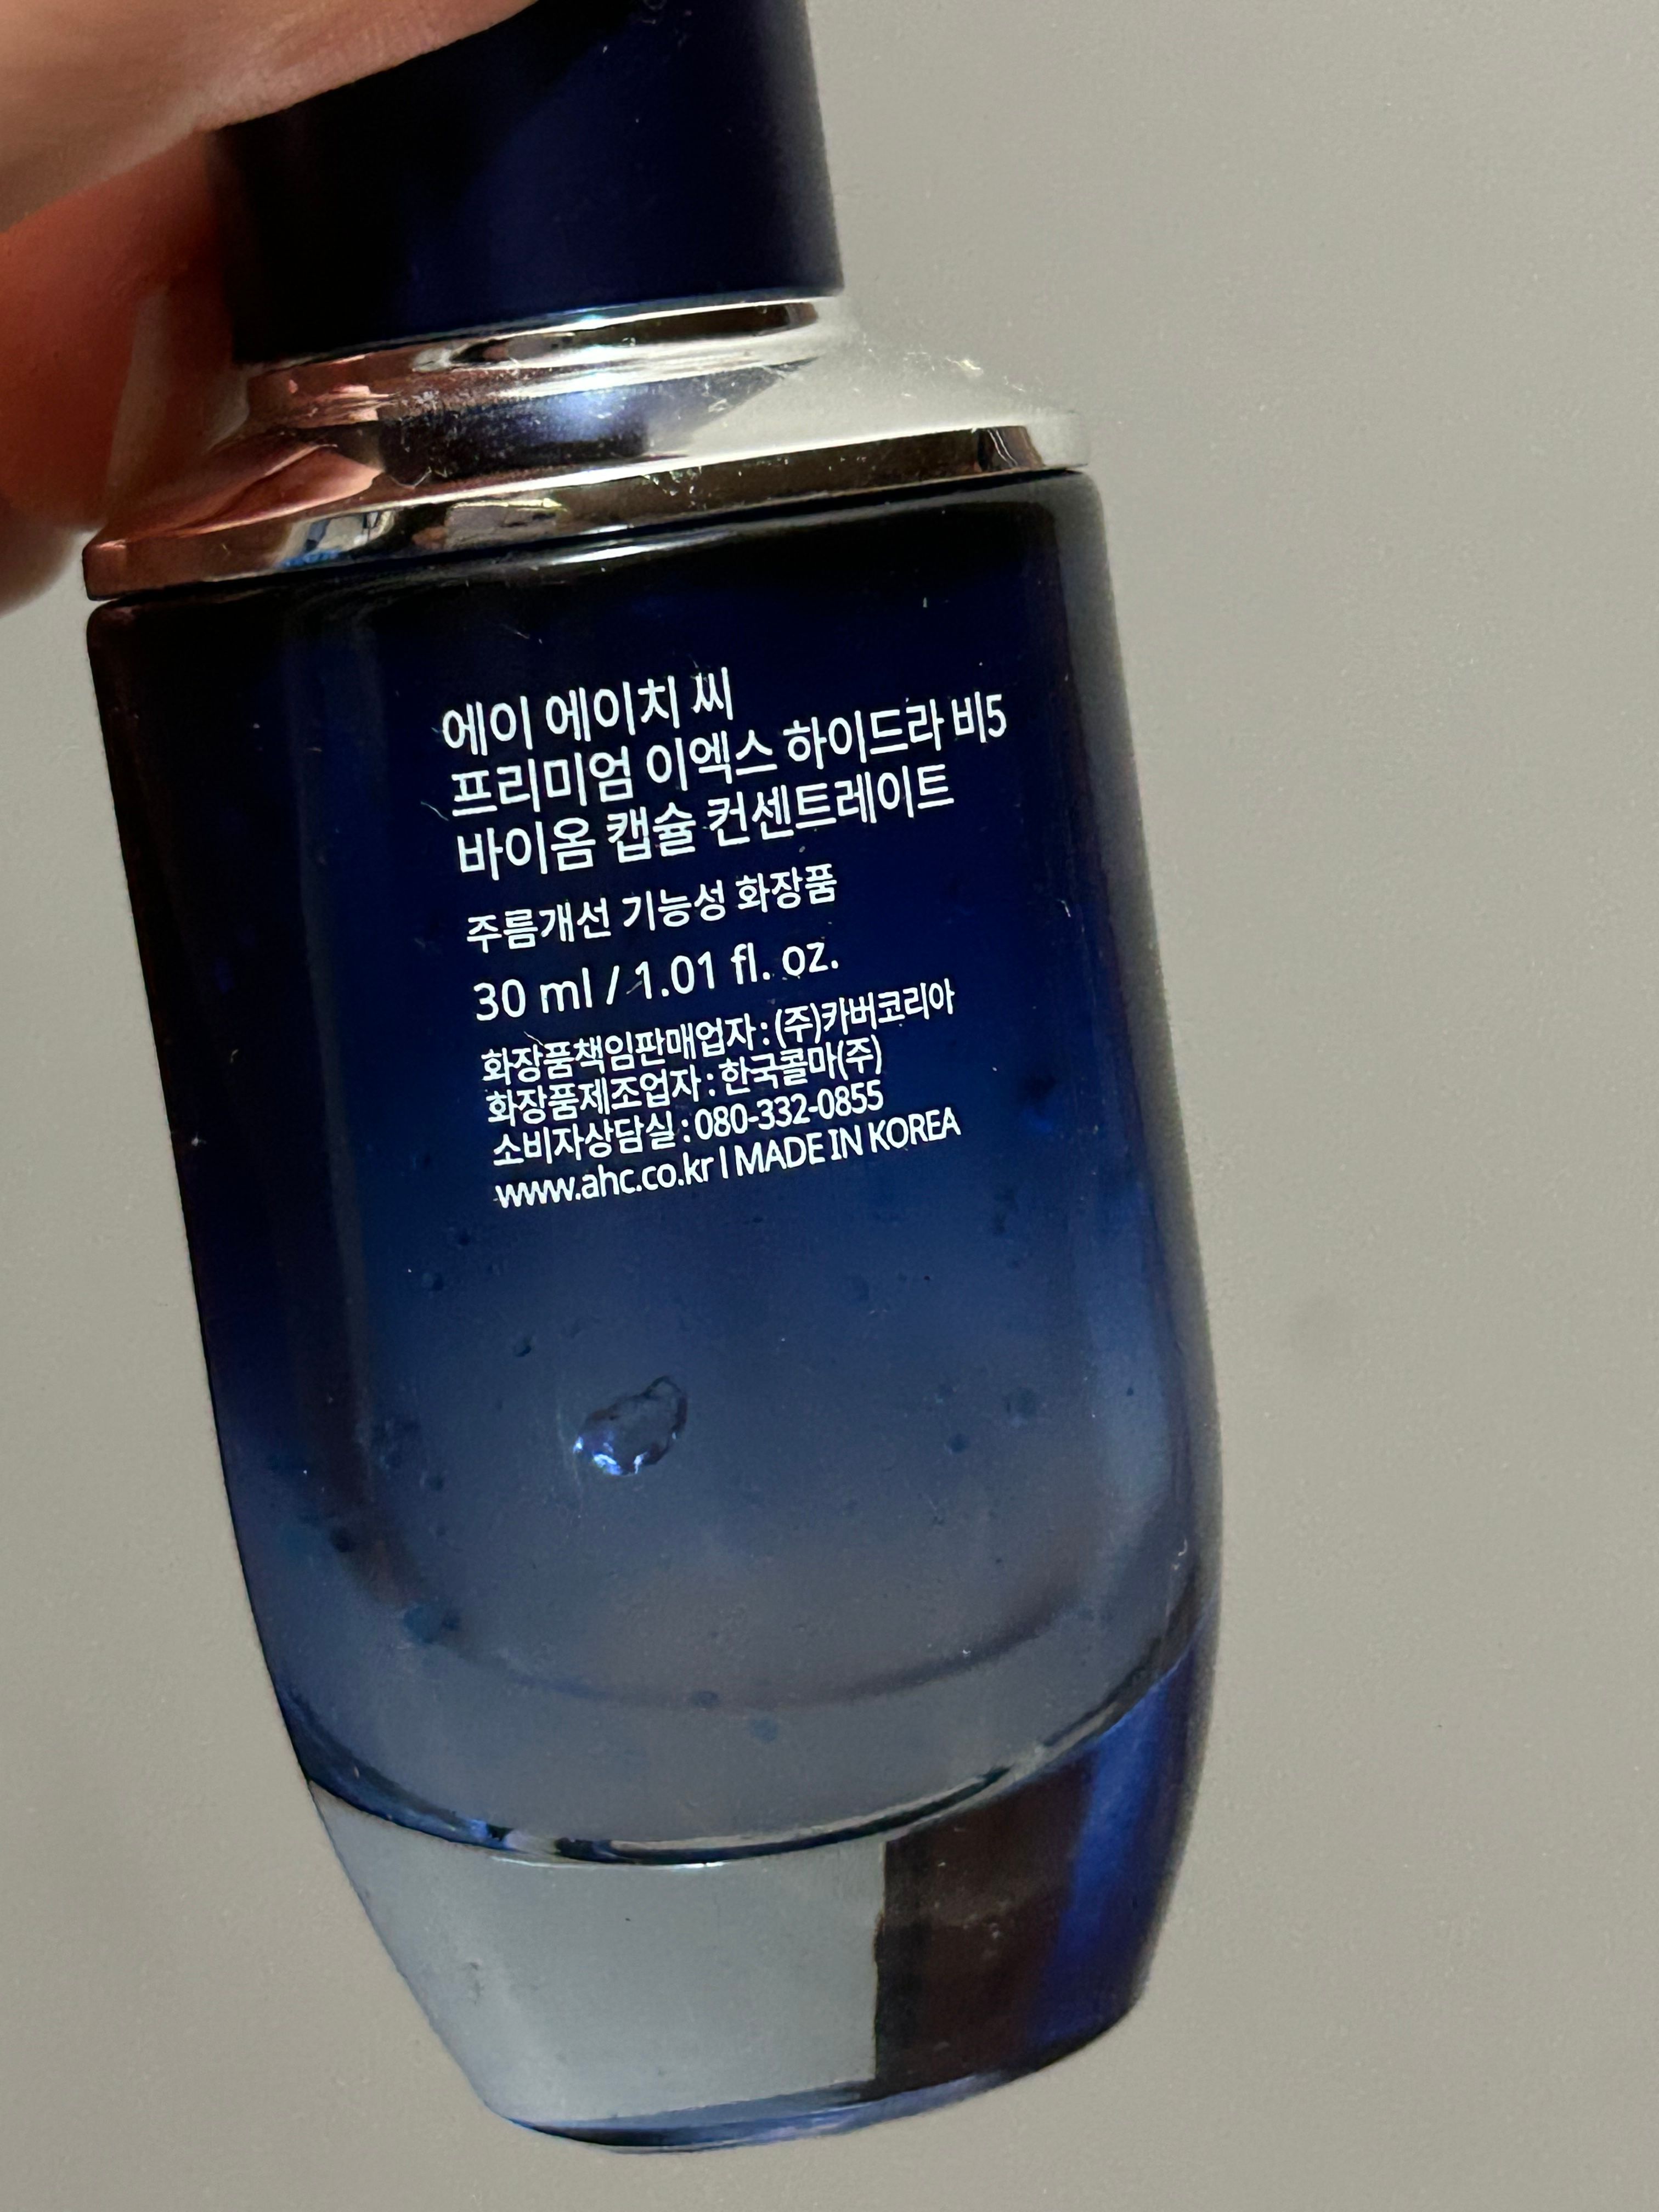 에이 에이치 씨
프리미엄 이엑스 하이드라 비5
바이옴 캡슐 컨센트레이트
주름개선 기능성 화장품
30 ml / 1.01 fl. oz.
화장품책임판매업자 : (주)카버코리아
화장품제조업자 : 한국콜마(주)
소비자상담실 : 080-332-0855
www.ahc.co.kr l MADE IN KOREA